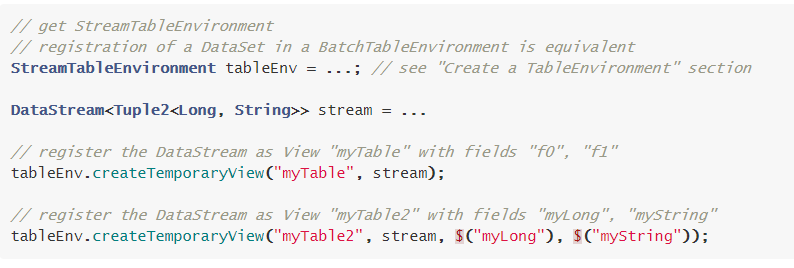 // get StreamTableEnvironment
// registration of a DataSet in a BatchTableEnvironment is equivalent
StreamTableEnvironment tableEnv = ...; // see "Create a TableEnvironment" section
DataStream<Tuple2<Long, String>> stream = ...
// register the DataStream as View "myTable" with fields "f0", "f1"
tableEnv.createTemporaryView("myTable", stream);
// register the DataStream as View "myTable2" with fields "myLong", "myString"
tableEnv.createTemporaryView("myTable2", stream, $("myLong"), $("myString"));